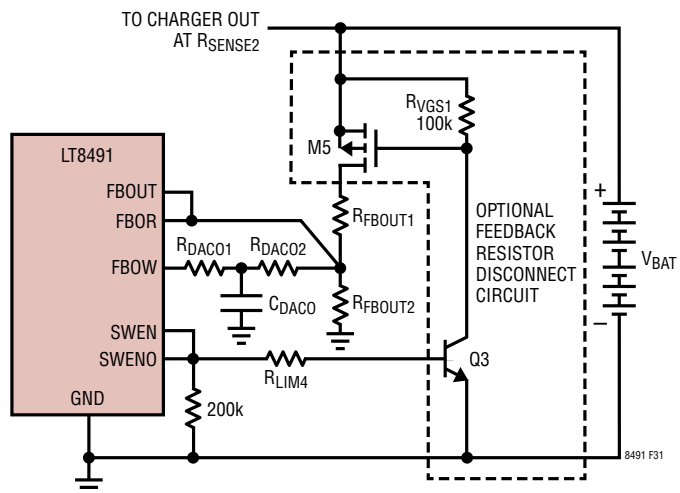 TO CHARGER OUT
AT RSENSE2
RVGS1
100k
LT8491
M5
FBOUT
FBOR
RFBOUT1
OPTIONAL
FEEDBACK
RESISTOR
DISCONNECT
CIRCUIT
+
VBAT
–
RDACO1
RDACO2
FBOW
CDACO
RFBOUT2
SWEN
SWENO
RLIM4
Q3
GND
200k
8491 F31